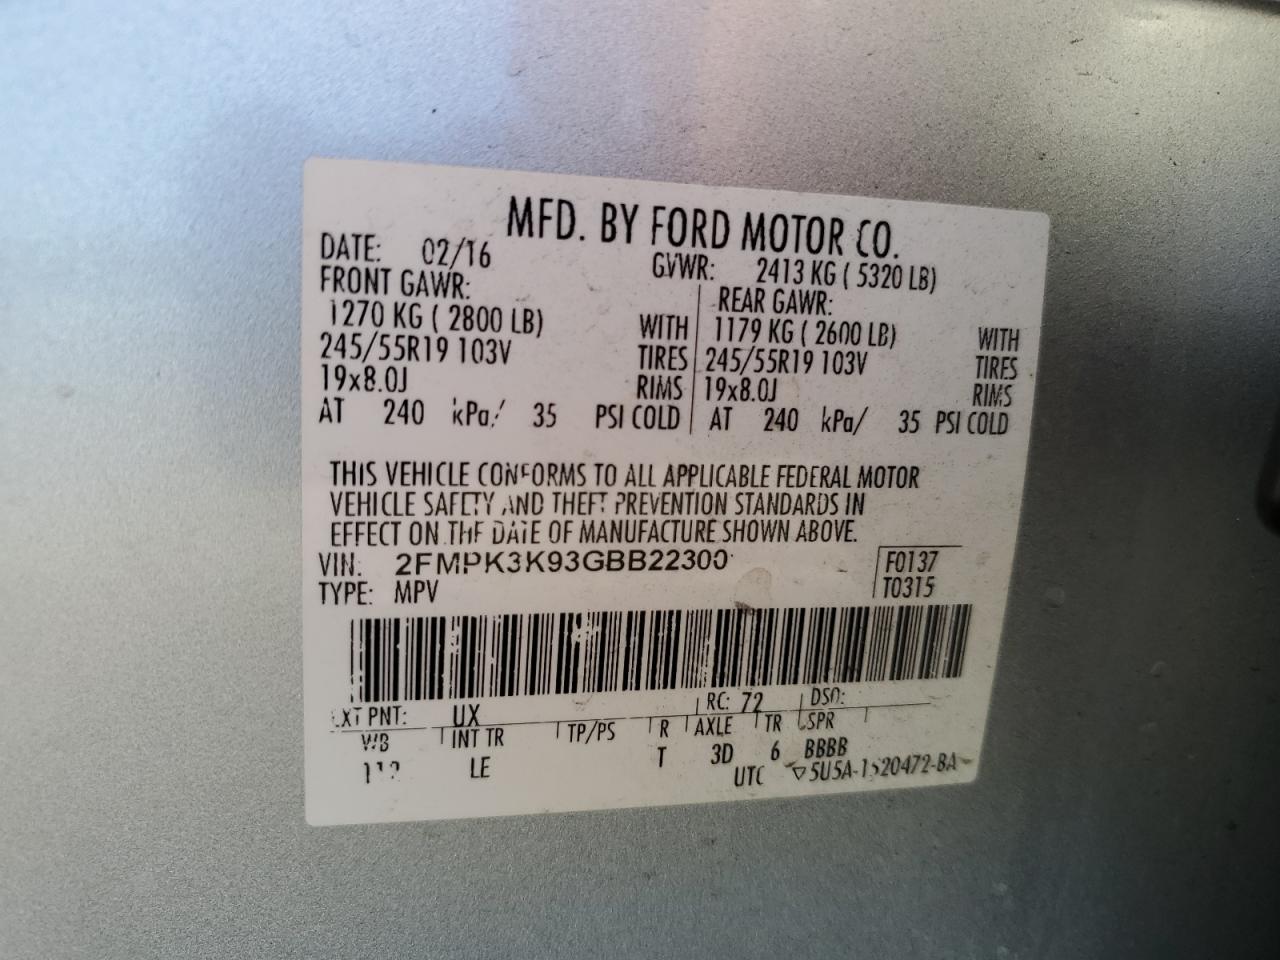 MFD. BY FORD MOTOR CO.
DATE: 02/16 GVWR: 2413 KG ( 5320 LB)
FRONT GAWR: REAR GAWR:
1270 KG ( 2800 LB) WITH 1179 KG ( 2600 LB) WITH
245/55R19 103V TIRES 245/55R19 103V TIRES
19x8.0J RIMS 19x8.0J RIMS
AT 240 kPa/ 35 PSI COLD AT 240 kPa/ 35 PSI COLD
THIS VEHICLE CONFORMS TO ALL APPLICABLE FEDERAL MOTOR
VEHICLE SAFETY AND THEFT PREVENTION STANDARDS IN
EFFECT ON THE DATE OF MANUFACTURE SHOWN ABOVE.
VIN: 2FMPK3K93GBB22300
TYPE: MPV
F0137
T0315
EXT PNT: UX RC: 72 DSO:
WB INT TR TP/PS R AXLE TR SPR
LE T 3D 6 BBBB
UTC